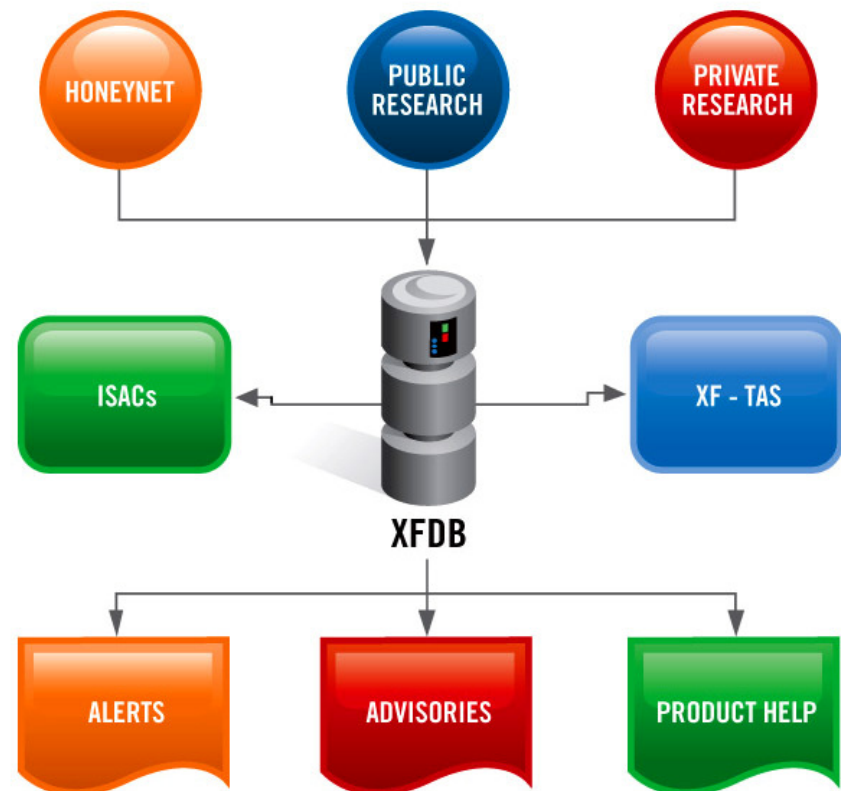 HONEYNET
PUBLIC
RESEARCH
PRIVATE
RESEARCH
ISACs
XF - TAS
XFDB
ALERTS
ADVISORIES
PRODUCT HELP